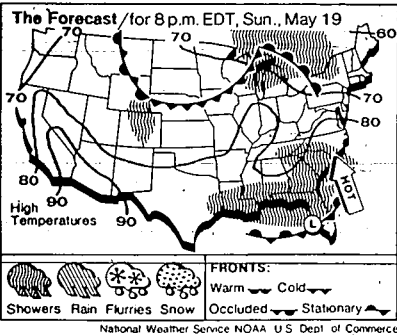 The Forecast for 8 p.m. EDT, Sun., May 19
70
70
60
70
70
80
80
90
90
HOT
L
High
Temperatures
Showers Rain Flurries Snow
FRONTS:
Warm Cold
Occluded Stationary
National Weather Service NOAA U S Dept of Commerce